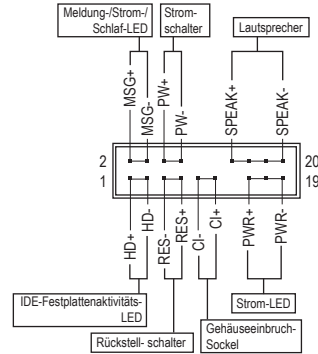 Meldung-/Strom-/
Schlaf-LED
Strom-
schalter
Lautsprecher
MSG+
MSG-
PW+
PW-
SPEAK+
SPEAK-
2
20
1
19
HD+
HD-
RES-
RES+
CI-
CI+
PWR+
PWR-
IDE-Festplattenaktivitäts-
LED
Strom-LED
Rückstell- schalter
Gehäuseeinbruch-
Sockel